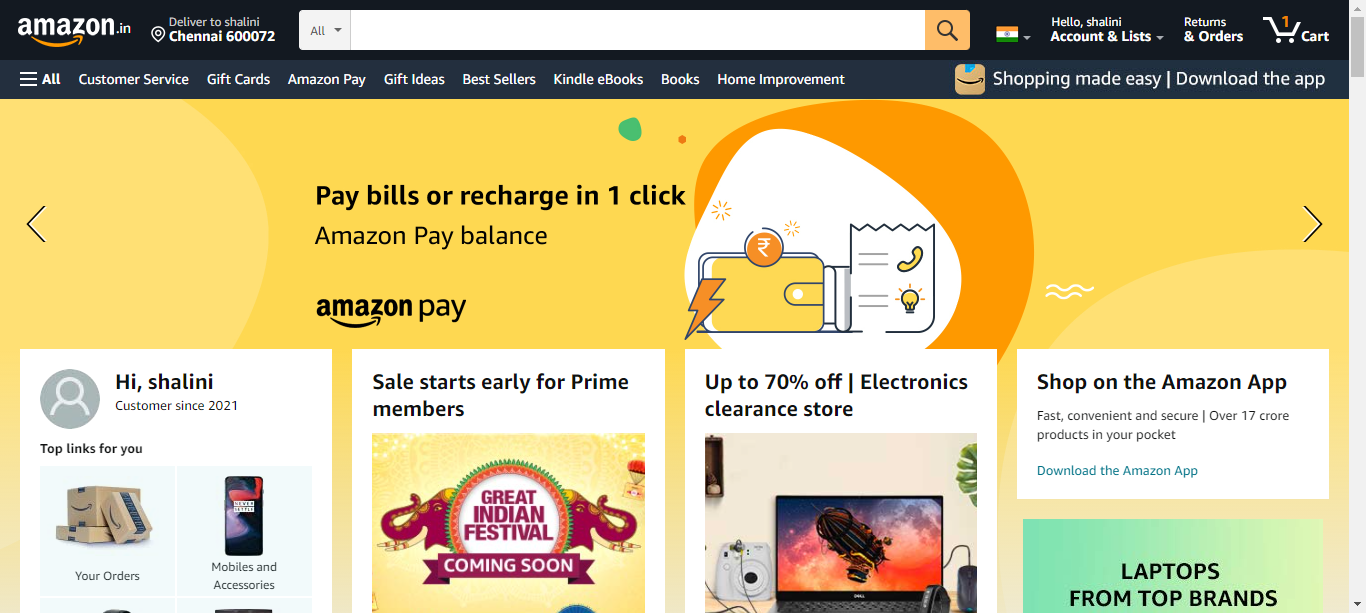 amazon.in
Deliver to shalini
Chennai 600072
All
Hello, shalini
Account & Lists
Returns
& Orders
1
Cart
All
Customer Service
Gift Cards
Amazon Pay
Gift Ideas
Best Sellers
Kindle eBooks
Books
Home Improvement
Shopping made easy | Download the app
Pay bills or recharge in 1 click
Amazon Pay balance
₹
amazon pay
Hi, shalini
Customer since 2021
Top links for you
Your Orders
NEVER
SETTLE
Mobiles and
Accessories
Sale starts early for Prime
members
GREAT
INDIAN
FESTIVAL
COMING SOON
Up to 70% off | Electronics
clearance store
DELL
Shop on the Amazon App
Fast, convenient and secure | Over 17 crore
products in your pocket
Download the Amazon App
LAPTOPS
FROM TOP BRANDS